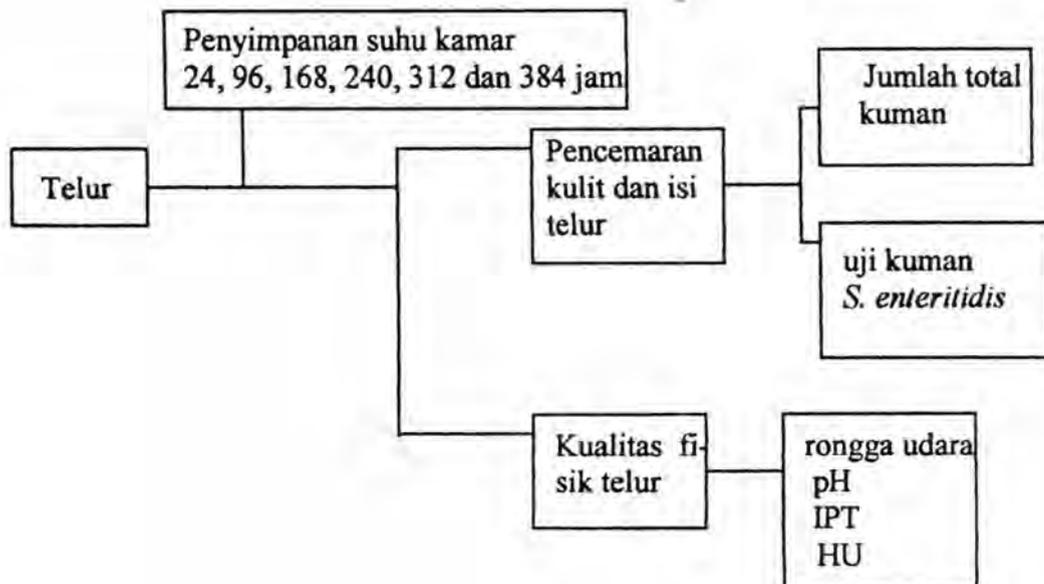 Penyimpanan suhu kamar
24, 96, 168, 240, 312 dan 384 jam
Telur
Pencemaran
kulit dan isi
telur
Jumlah total
kuman
uji kuman
S. enteritidis
Kualitas fi-
sik telur
rongga udara
pH
IPT
HU